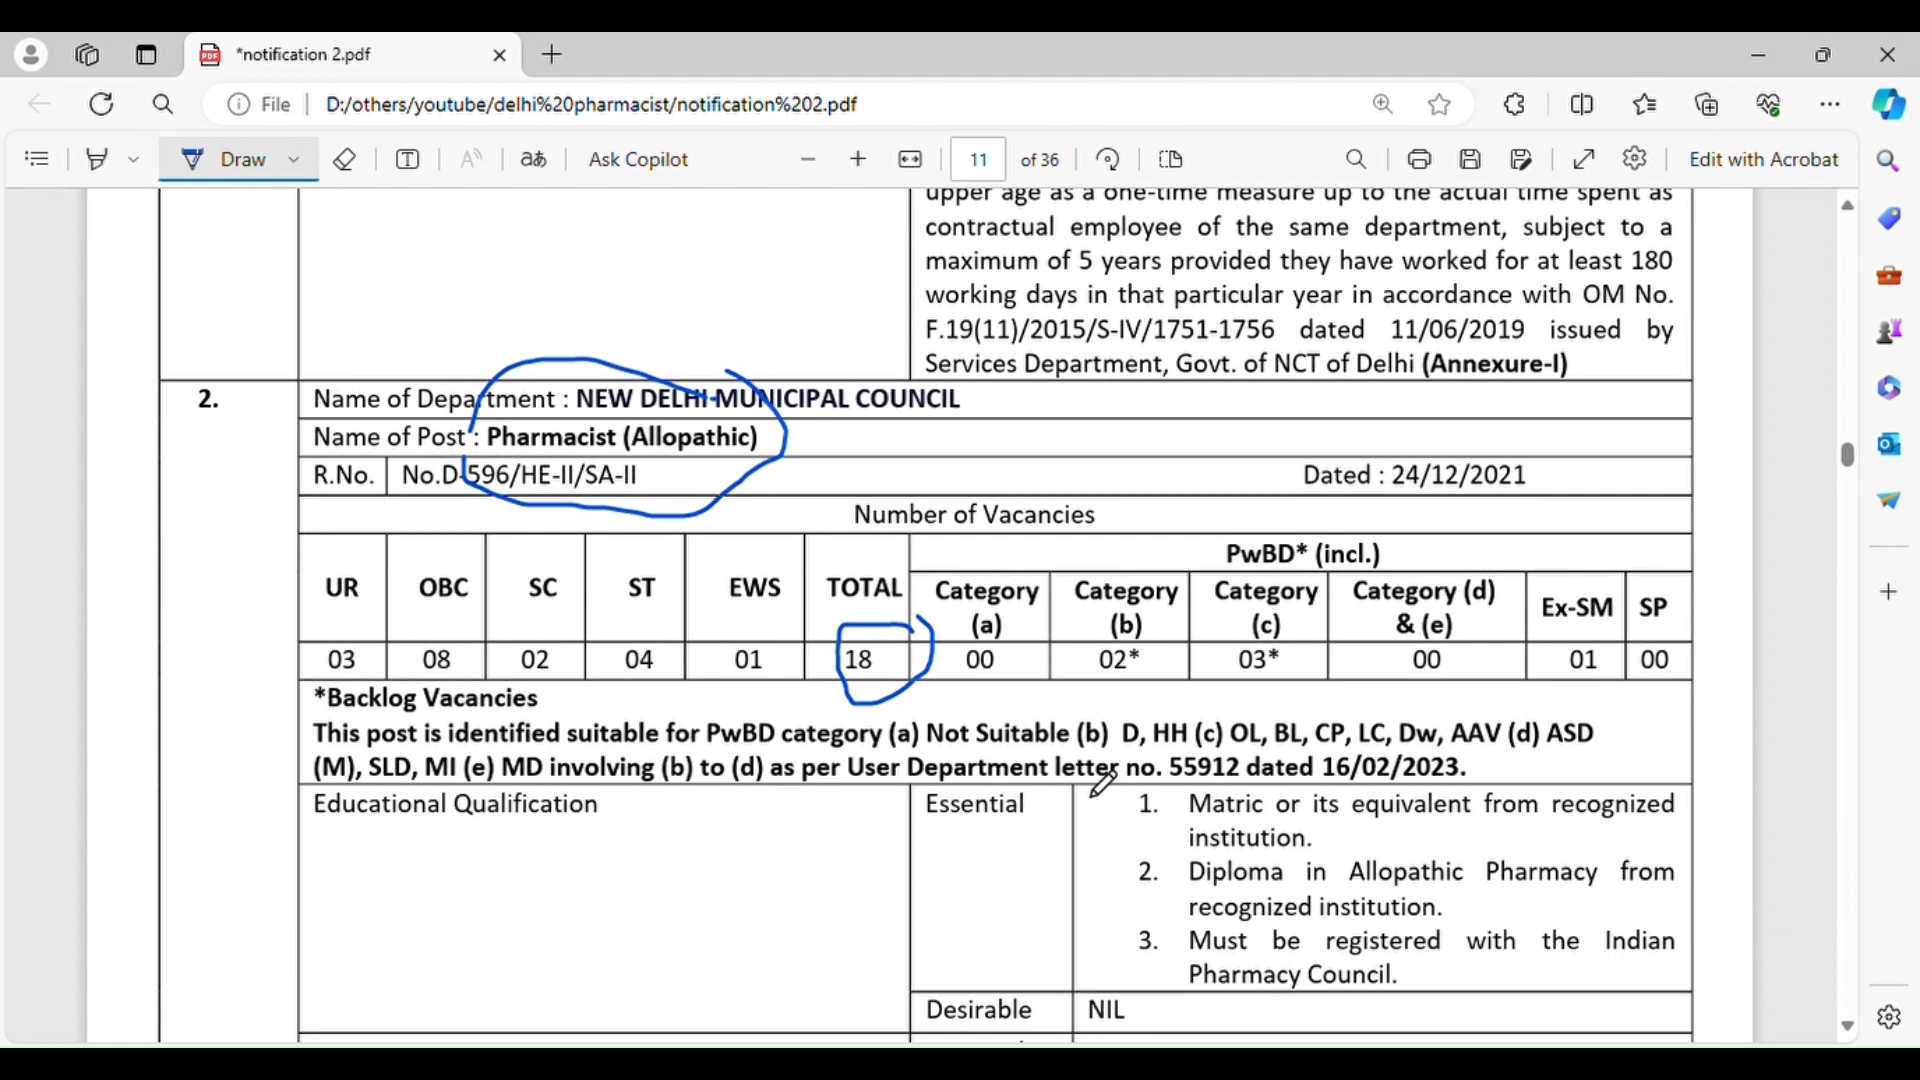 *notification 2.pdf
File
D:/others/youtube/delhi%20pharmacist/notification%202.pdf
Draw
aあ
Ask Copilot
11
of 36
Edit with Acrobat
upper age as a one-time measure up to the actual time spent as
contractual employee of the same department, subject to a
maximum of 5 years provided they have worked for at least 180
working days in that particular year in accordance with OM No.
F.19(11)/2015/S-IV/1751-1756 dated 11/06/2019 issued by
Services Department, Govt. of NCT of Delhi (Annexure-I)
2.
Name of Department : NEW DELHI MUNICIPAL COUNCIL
Name of Post : Pharmacist (Allopathic)
R.No. No.D-596/HE-II/SA-II Dated : 24/12/2021
Number of Vacancies
UR OBC SC ST EWS TOTAL
PwBD* (incl.)
Category (a)
Category (b)
Category (c)
Category (d) & (e)
Ex-SM SP
03 08 02 04 01 18 00 02* 03* 00 01 00
*Backlog Vacancies
This post is identified suitable for PwBD category (a) Not Suitable (b) D, HH (c) OL, BL, CP, LC, Dw, AAV (d) ASD
(M), SLD, MI (e) MD involving (b) to (d) as per User Department letter no. 55912 dated 16/02/2023.
Educational Qualification
Essential
1. Matric or its equivalent from recognized
institution.
2. Diploma in Allopathic Pharmacy from
recognized institution.
3. Must be registered with the Indian
Pharmacy Council.
Desirable NIL